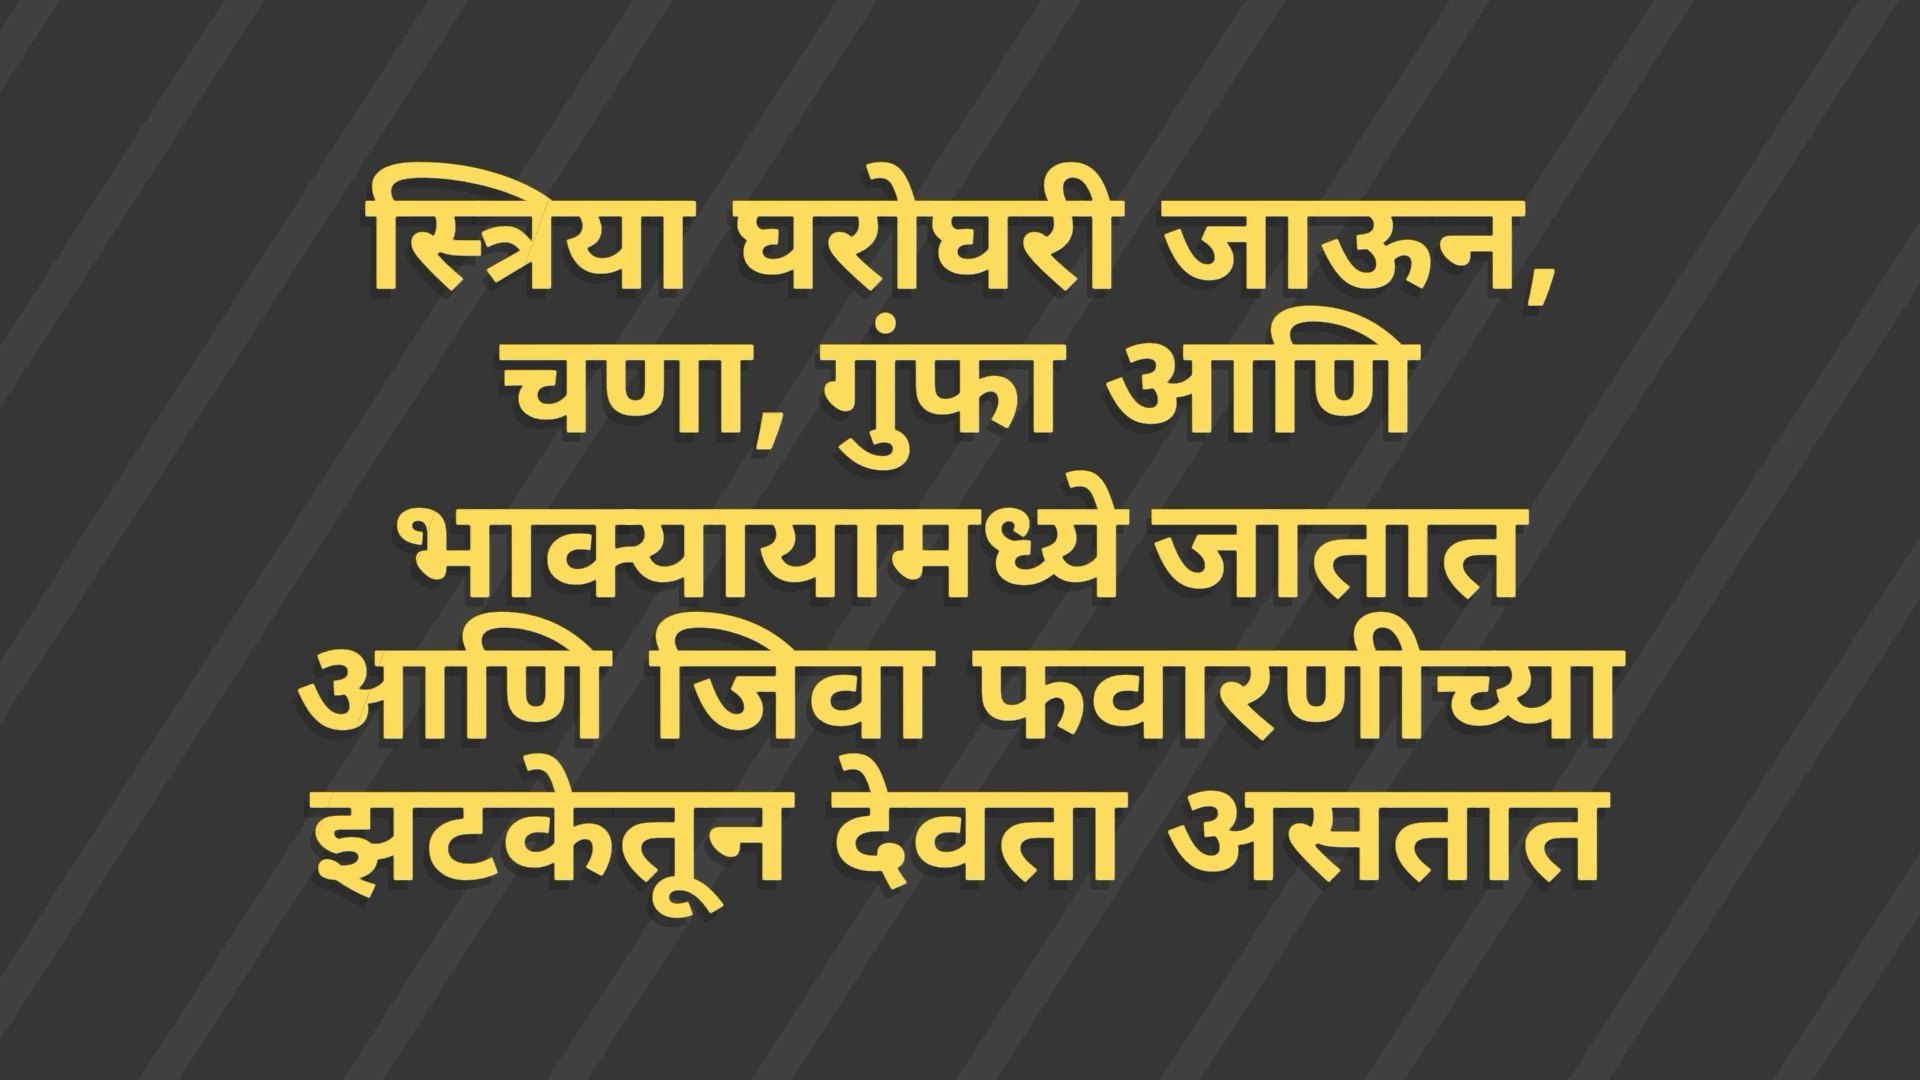 स्त्रिया घरोघरी जाऊन,
चणा, गुंफा आणि
भाक्यायामध्ये जातात
आणि जिवा फवारणीच्या
झटकेतून देवता असतात